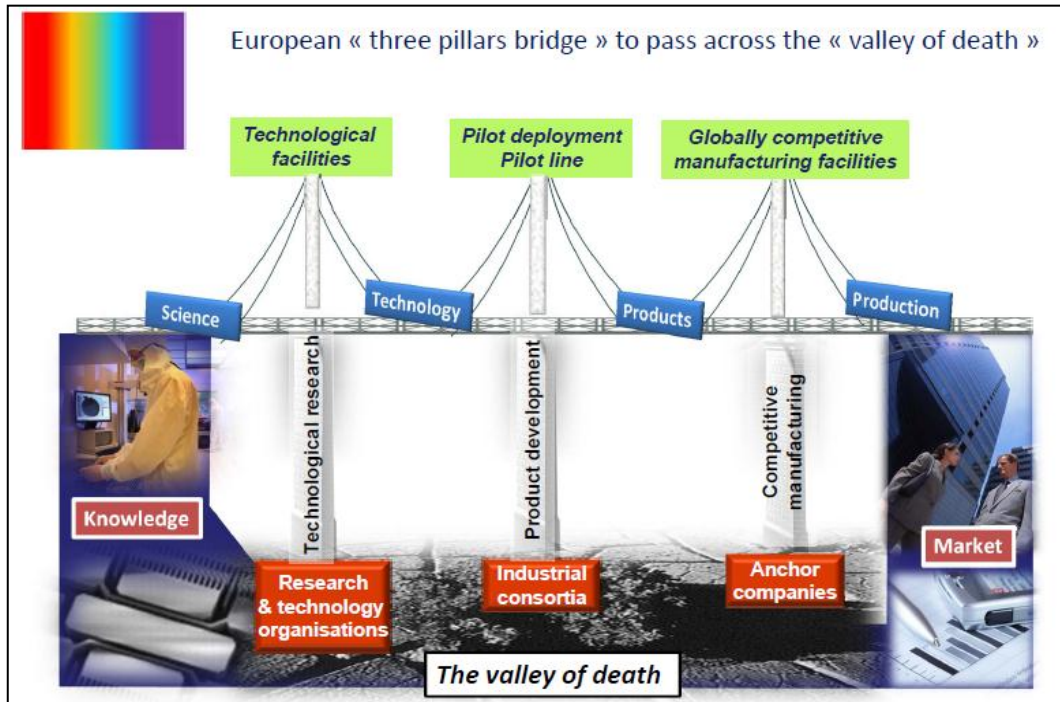 European « three pillars bridge » to pass across the « valley of death »
Technological
facilities
Pilot deployment
Pilot line
Globally competitive
manufacturing facilities
Science
Technology
Products
Production
Technological research
Product development
Competitive
manufacturing
Knowledge
Market
Research
& technology
organisations
Industrial
consortia
Anchor
companies
The valley of death